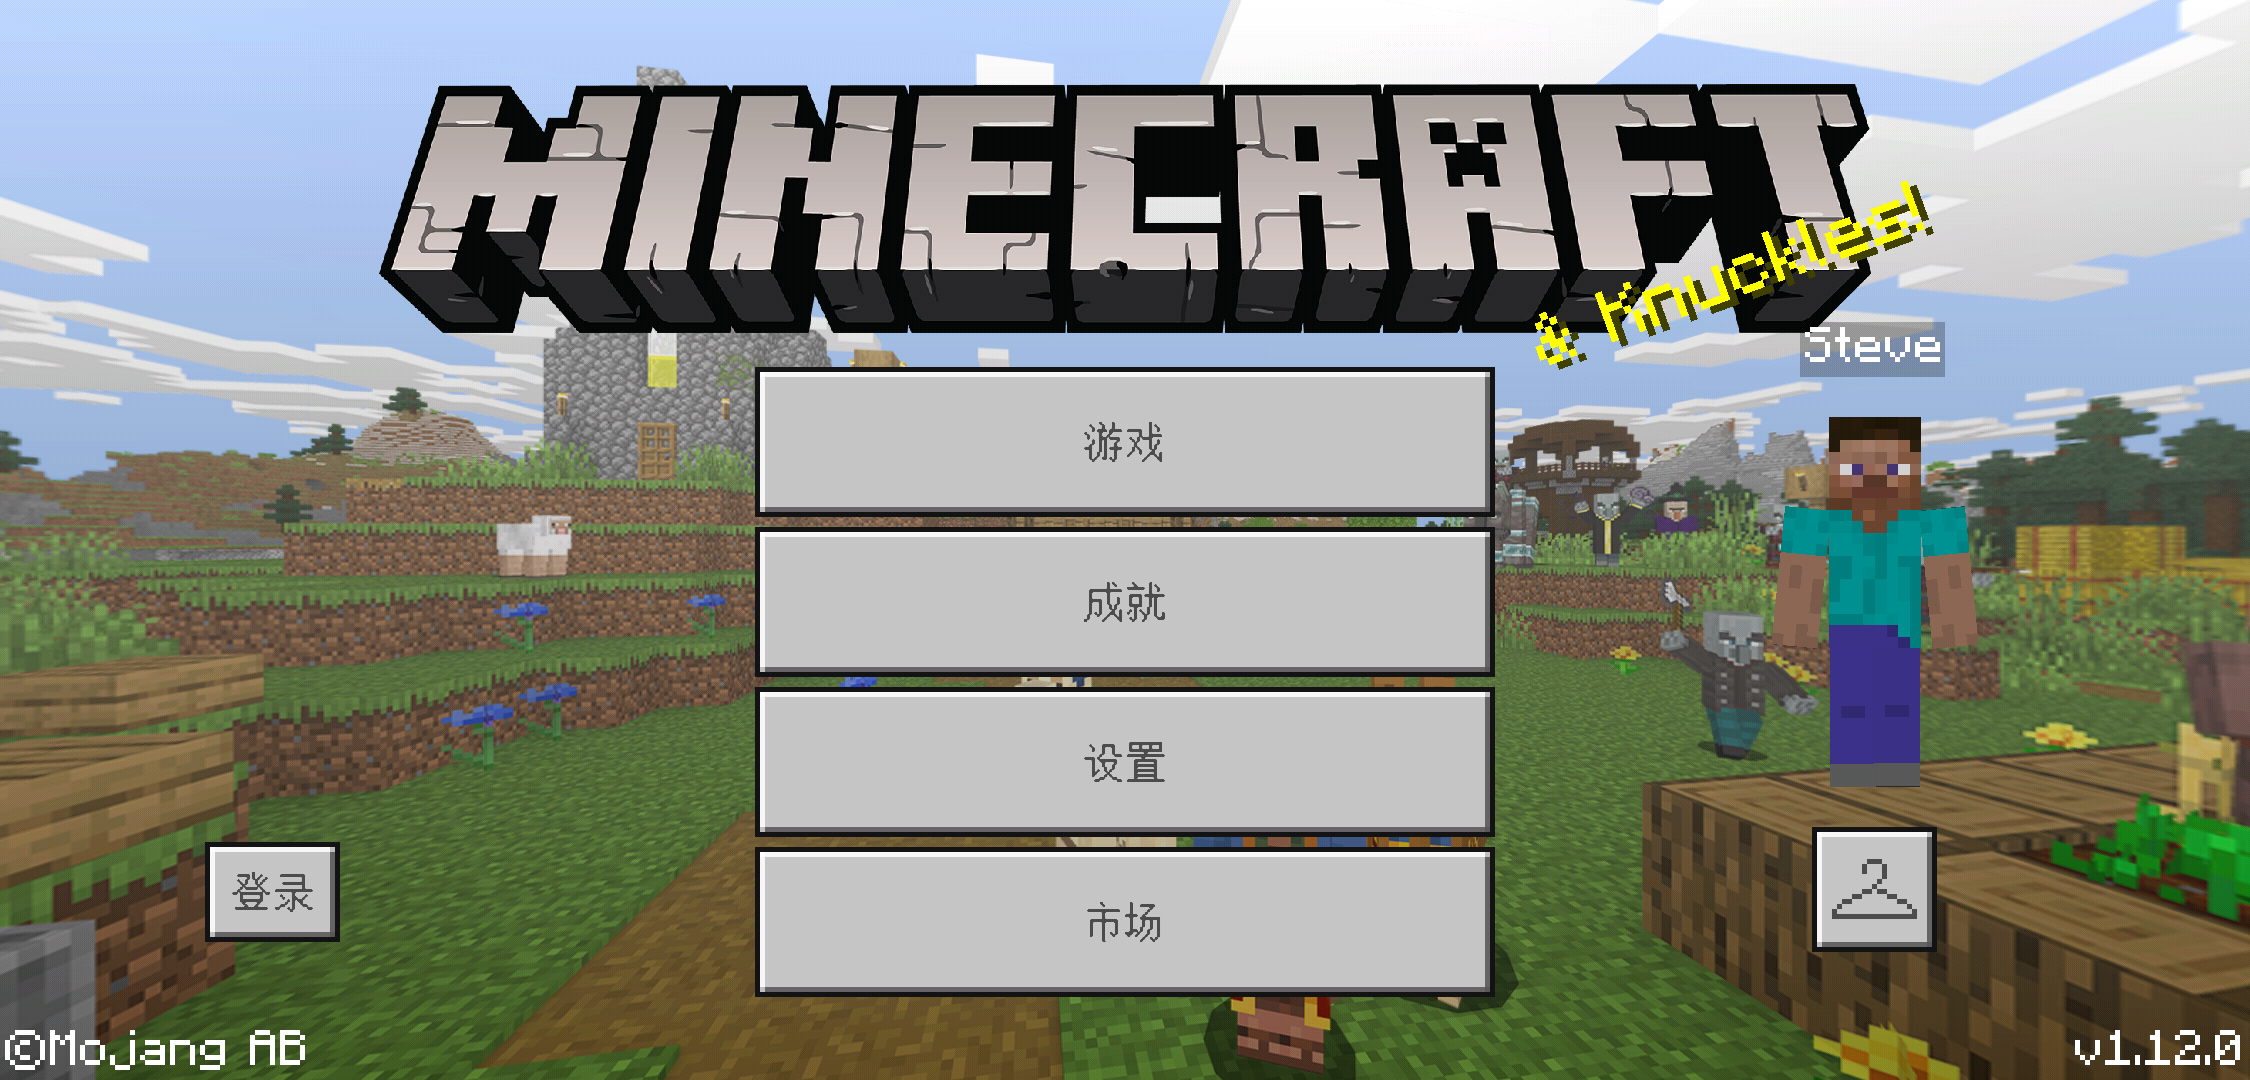 MINECRAFT
& Knuckles!
Steve
游戏
成就
设置
市场
登录
©Mojang AB
v1.12.0